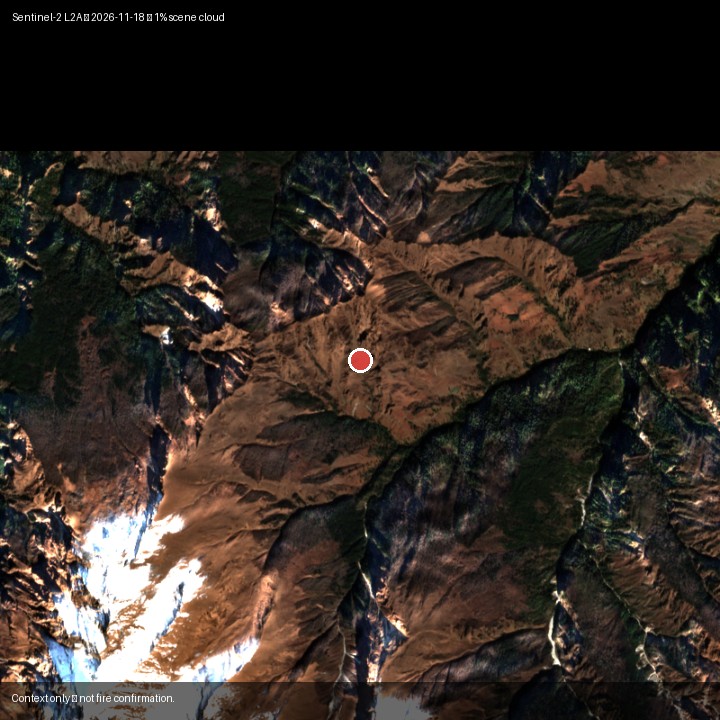 Sentinel-2 L2A ▯ 2026-11-18 ▯ 1% scene cloud
Context only ▯ not fire confirmation.